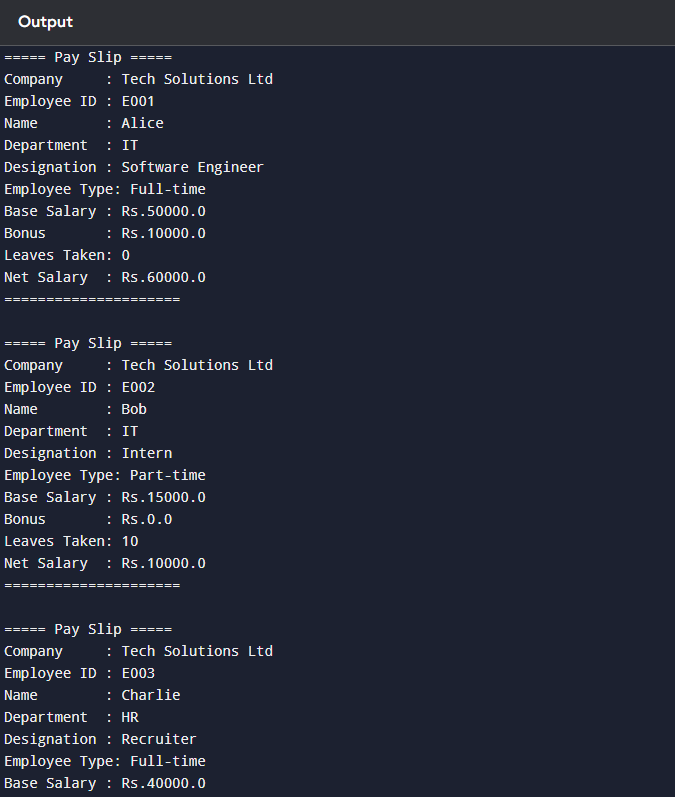 Output
===== Pay Slip =====
Company     : Tech Solutions Ltd
Employee ID : E001
Name        : Alice
Department  : IT
Designation : Software Engineer
Employee Type: Full-time
Base Salary : Rs.50000.0
Bonus       : Rs.10000.0
Leaves Taken: 0
Net Salary  : Rs.60000.0
=====================

===== Pay Slip =====
Company     : Tech Solutions Ltd
Employee ID : E002
Name        : Bob
Department  : IT
Designation : Intern
Employee Type: Part-time
Base Salary : Rs.15000.0
Bonus       : Rs.0.0
Leaves Taken: 10
Net Salary  : Rs.10000.0
=====================

===== Pay Slip =====
Company     : Tech Solutions Ltd
Employee ID : E003
Name        : Charlie
Department  : HR
Designation : Recruiter
Employee Type: Full-time
Base Salary : Rs.40000.0